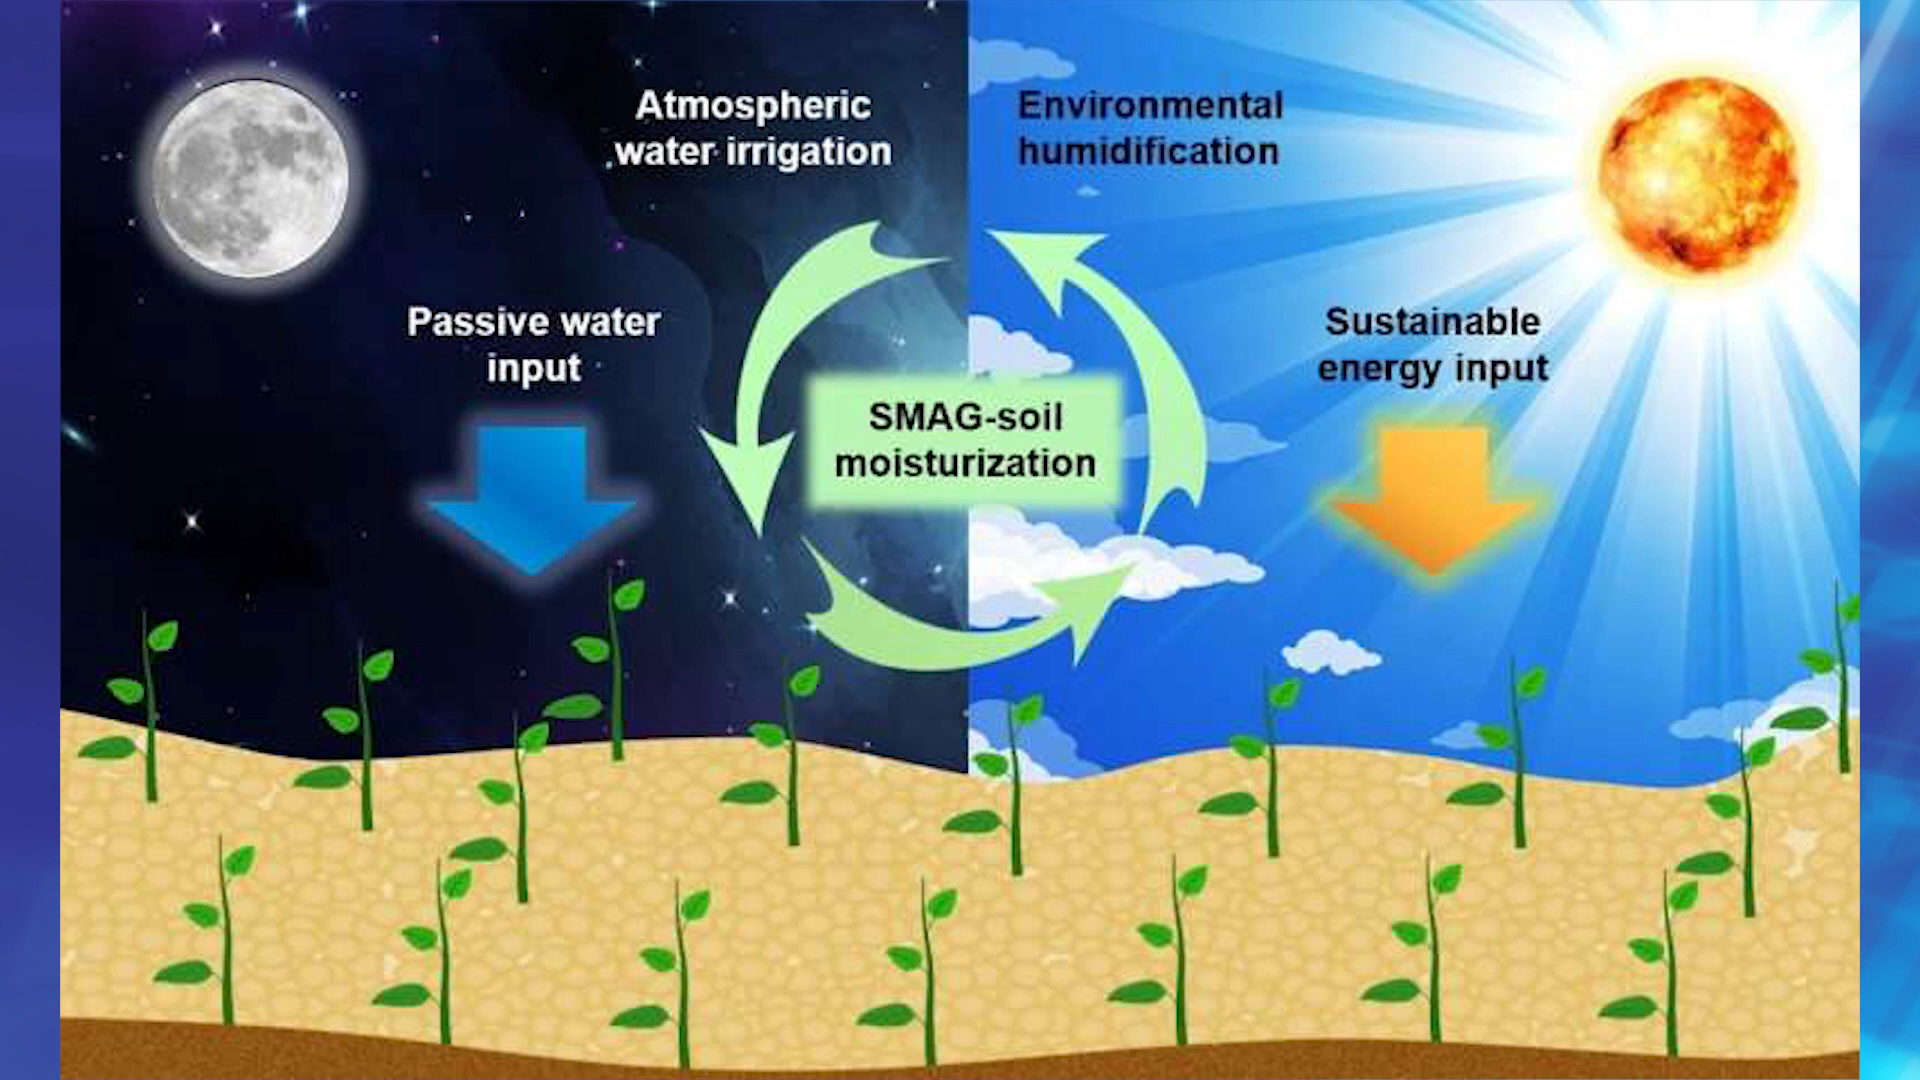 Atmospheric
water irrigation
Environmental
humidification
Passive water
input
Sustainable
energy input
SMAG-soil
moisturization